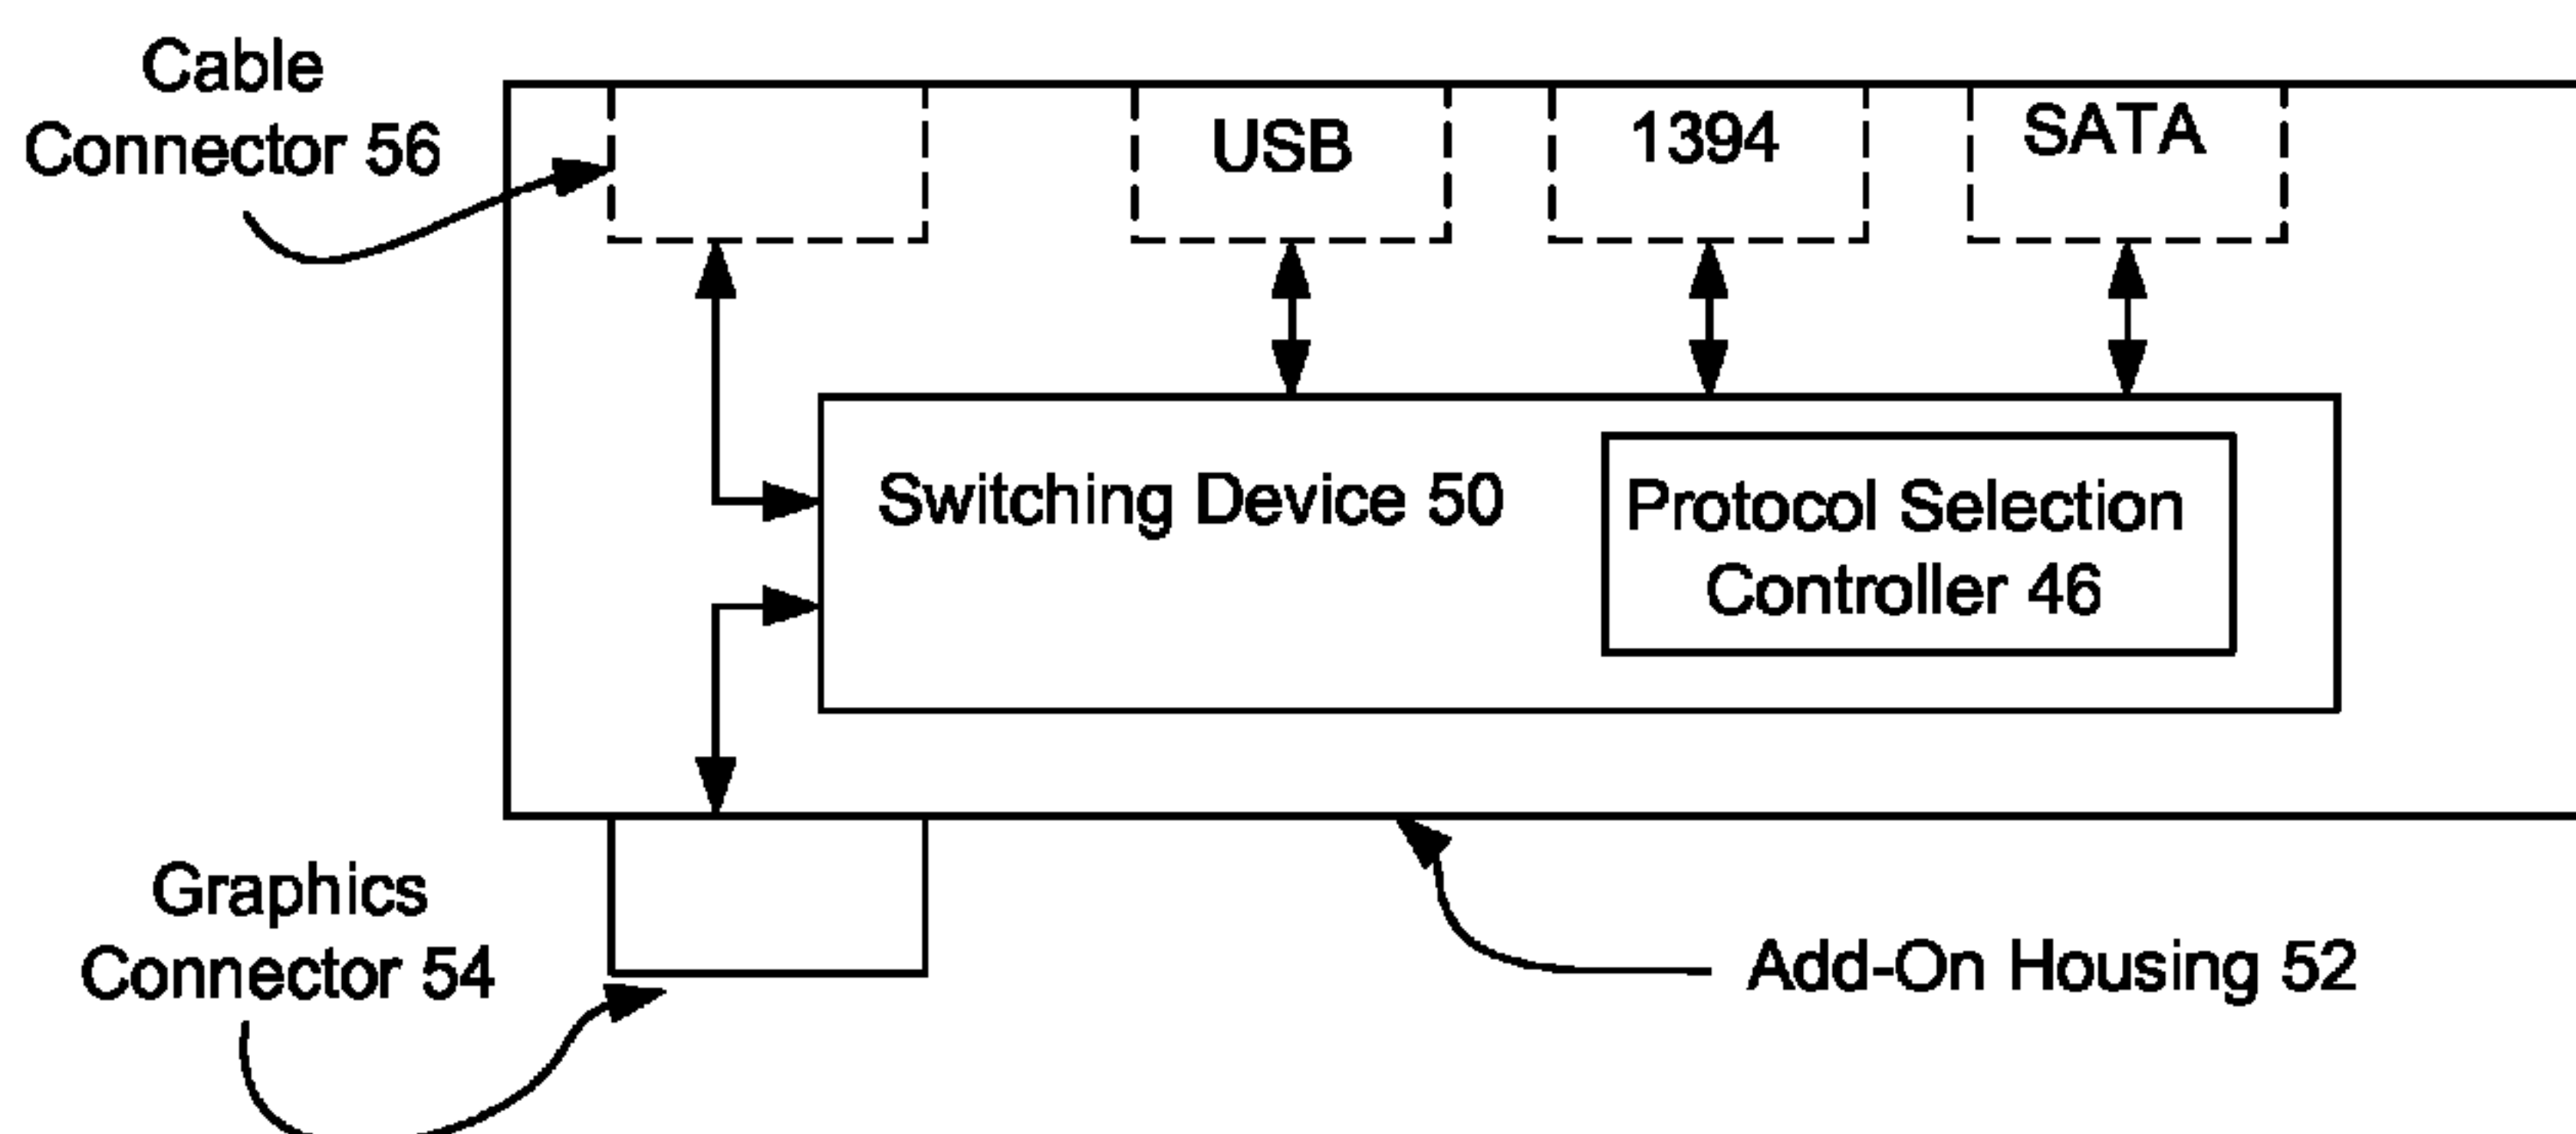 Cable
Connector 56
USB
1394
SATA
Switching Device 50
Protocol Selection
Controller 46
Graphics
Connector 54
Add-On Housing 52